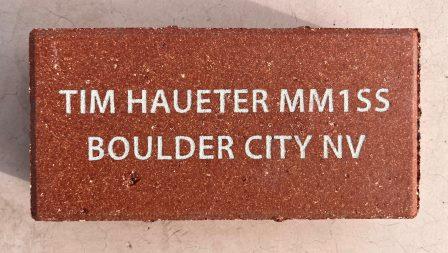 TIM HAUETER MM1SS
BOULDER CITY NV